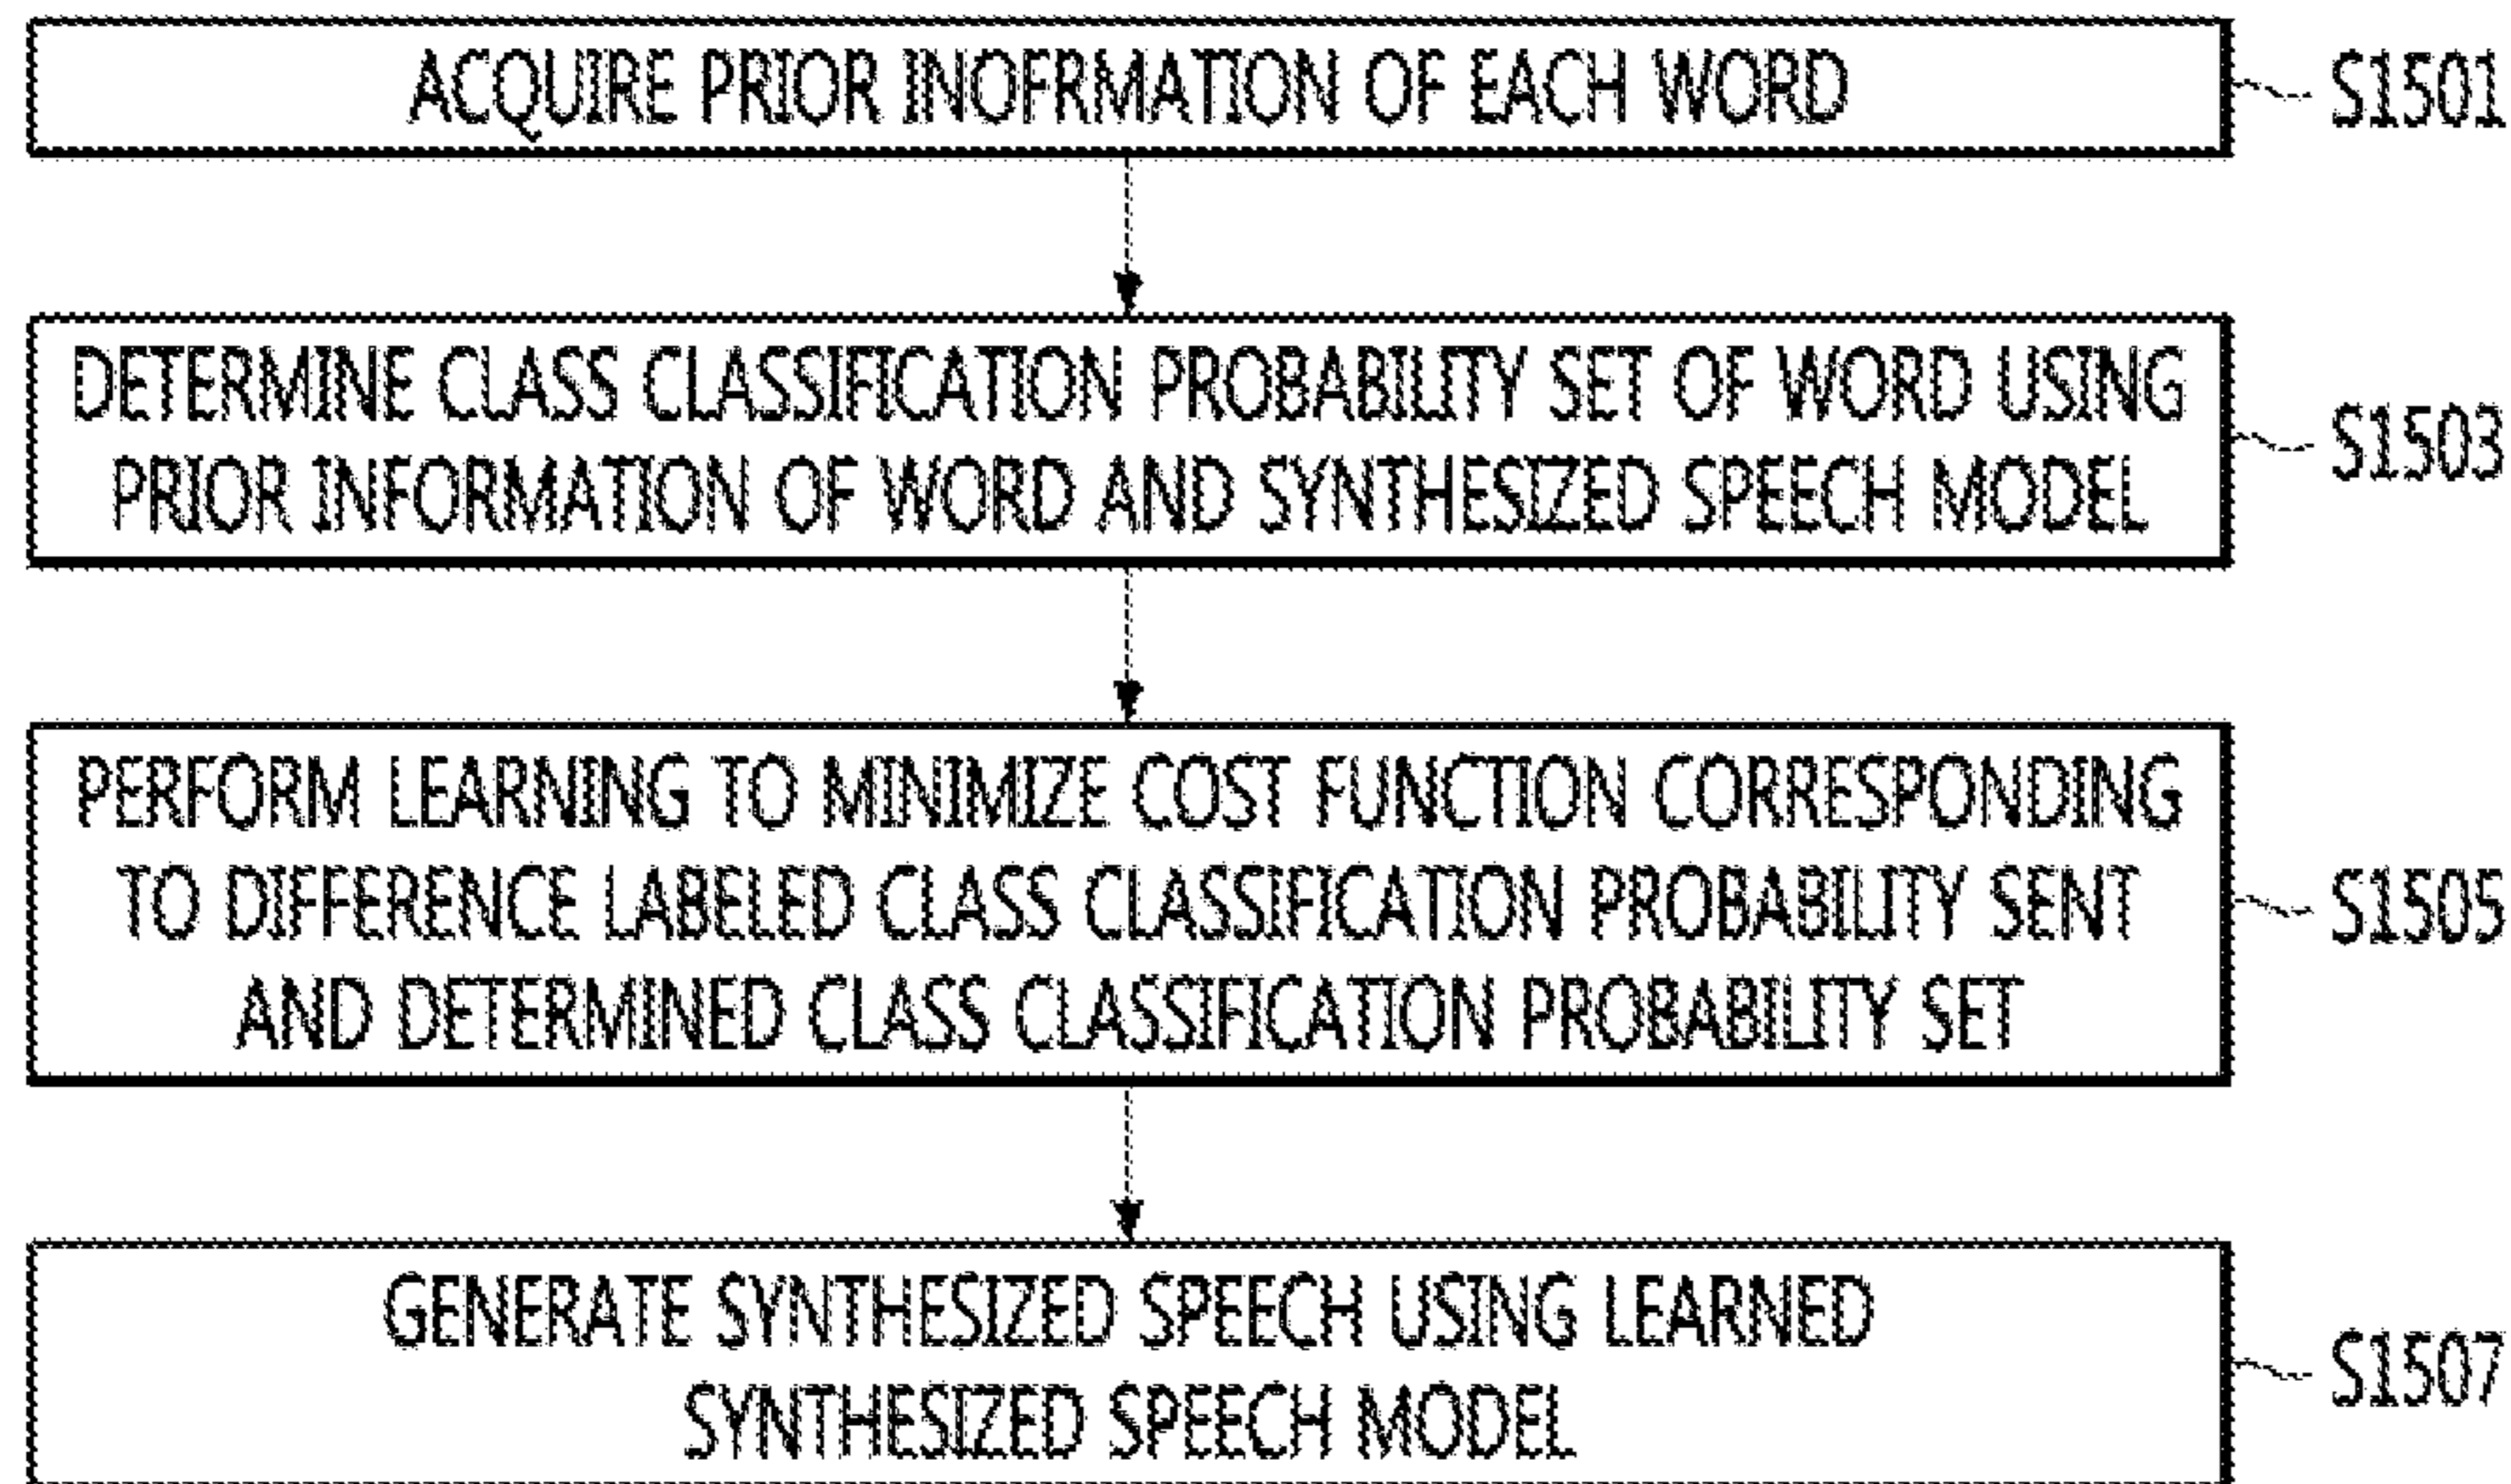 ACQUIRE PRIOR INOFRMATION OF EACH WORD
S1501
DETERMINE CLASS CLASSIFICATION PROBABILITY SET OF WORD USING
PRIOR INFORMATION OF WORD AND SYNTHESIZED SPEECH MODEL
S1503
PERFORM LEARNING TO MINIMIZE COST FUNCTION CORRESPONDING
TO DIFFERENCE LABELED CLASS CLASSIFICATION PROBABILITY SENT
AND DETERMINED CLASS CLASSIFICATION PROBABILITY SET
S1505
GENERATE SYNTHESIZED SPEECH USING LEARNED
SYNTHESIZED SPEECH MODEL
S1507